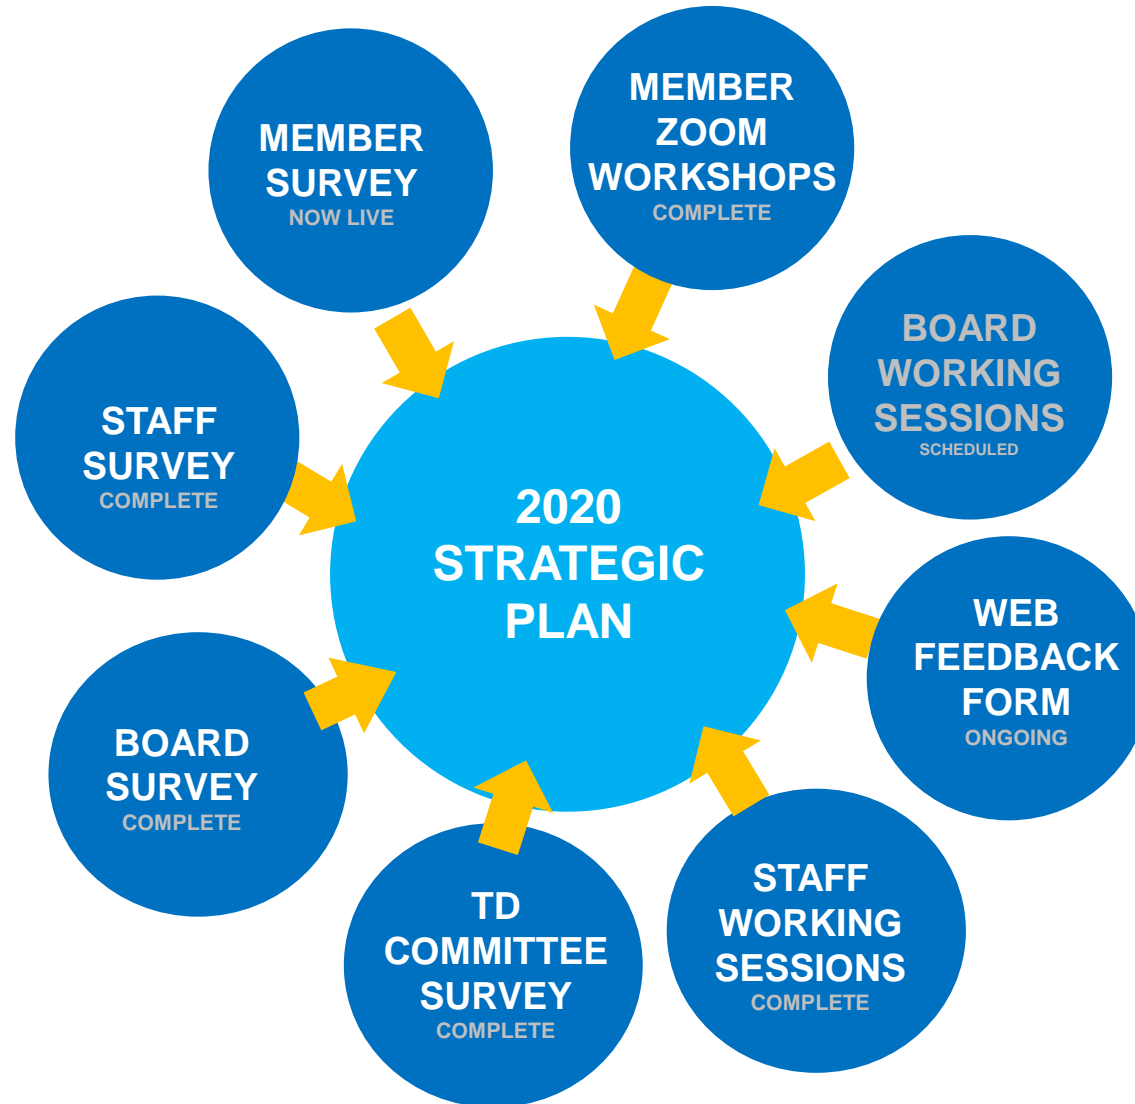 MEMBER
SURVEY
NOW LIVE
MEMBER
ZOOM
WORKSHOPS
COMPLETE
BOARD
WORKING
SESSIONS
SCHEDULED
STAFF
SURVEY
COMPLETE
2020
STRATEGIC
PLAN
WEB
FEEDBACK
FORM
ONGOING
BOARD
SURVEY
COMPLETE
TD
COMMITTEE
SURVEY
COMPLETE
STAFF
WORKING
SESSIONS
COMPLETE